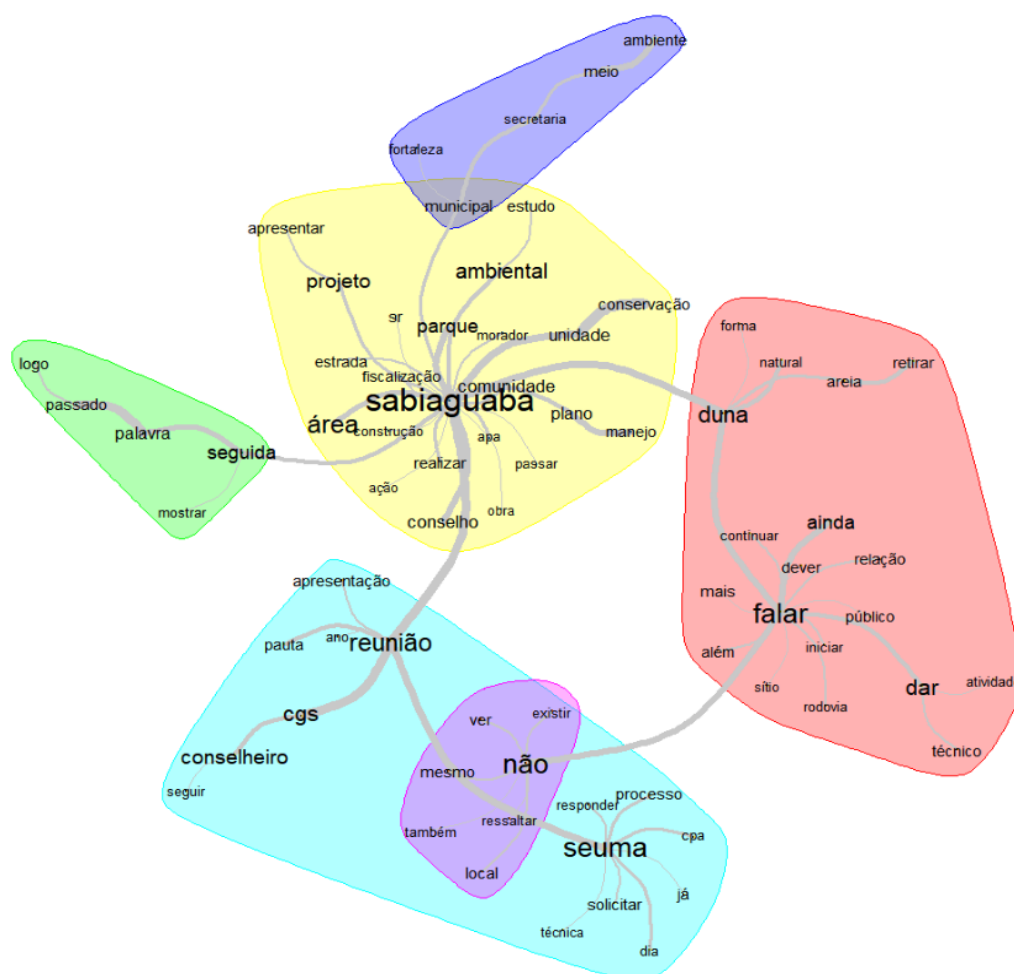 ambiente
meio
secretaria
fortaleza
municipal
estudo
apresentar
ambiental
projeto
conservação
er
parque
morador
unidade
estrada
fiscalização
comunidade
sabiaguaba
área
construção
plano
manejo
apa
realizar
passar
ação
obra
conselho
logo
passado
palavra
seguida
mostrar
forma
natural
retirar
areia
duna
ainda
continuar
dever
relação
mais
falar
público
além
iniciar
sítio
rodovia
dar
atividad
técnico
apresentação
pauta
ano
reunião
cgs
conselheiro
seguir
ver
existir
não
mesmo
também
ressaltar
local
responder
processo
cpa
seuma
já
solicitar
técnica
dia